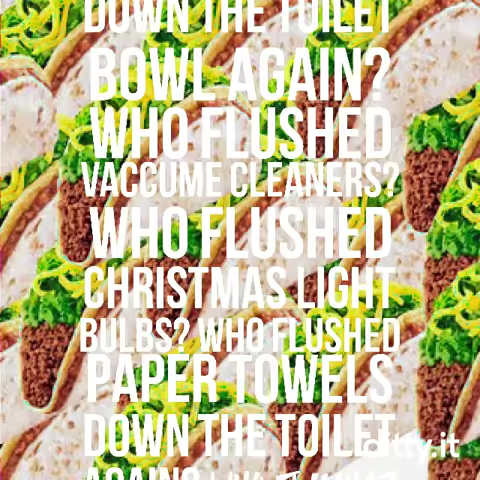 DOWN THE TOILET
BOWL AGAIN?
WHO FLUSHED
VACCUME CLEANERS?
WHO FLUSHED
CHRISTMAS LIGHT
BULBS? WHO FLUSHED
PAPER TOWELS
DOWN THE TOILET
ditty.it